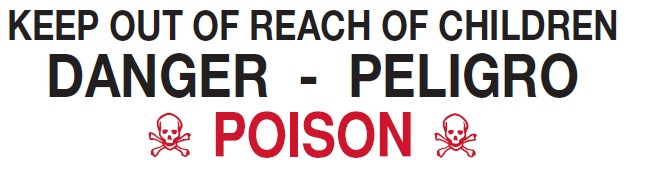 KEEP OUT OF REACH OF CHILDREN
DANGER - PELIGRO
POISON